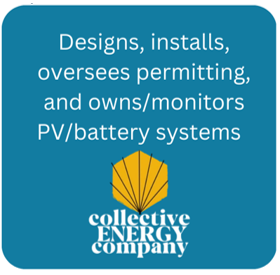 Designs, installs,
oversees permitting,
and owns/monitors
PV/battery systems
collective
ENERGY
company